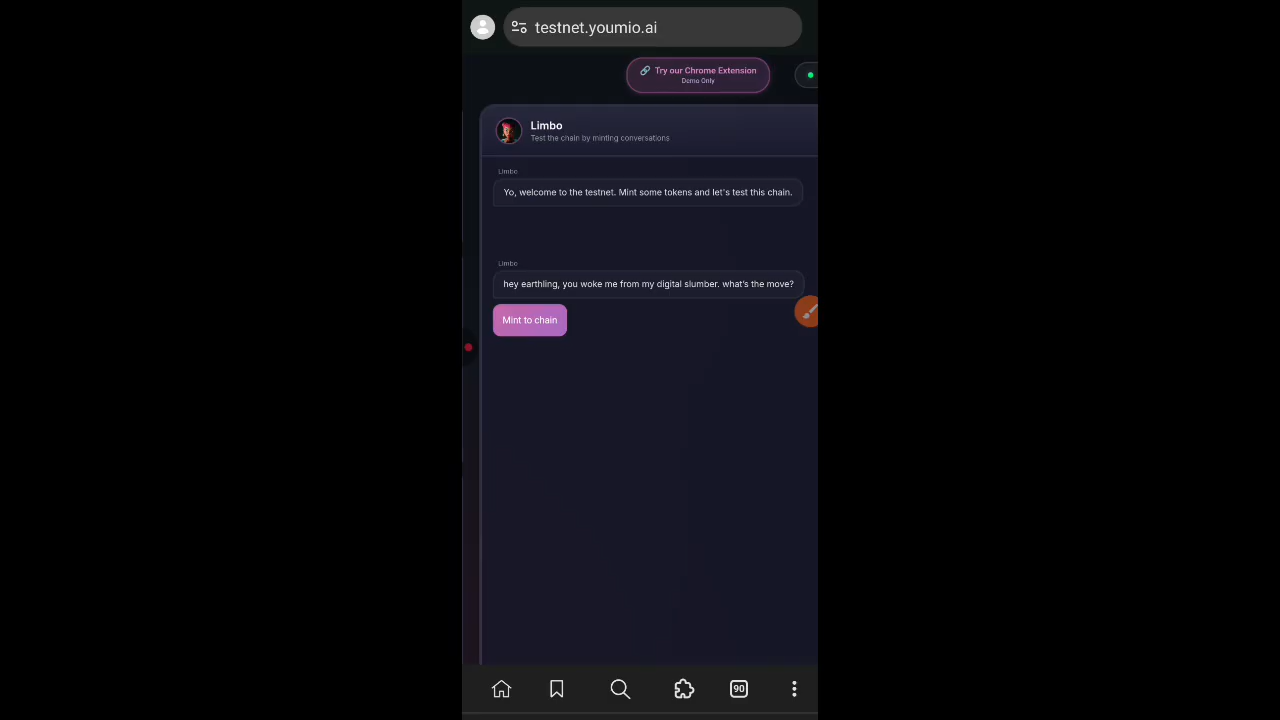 testnet.youmio.ai
Try our Chrome Extension
Demo Only
Limbo
Test the chain by minting conversations
Limbo
Yo, welcome to the testnet. Mint some tokens and let's test this chain.
Limbo
hey earthling, you woke me from my digital slumber. what's the move?
Mint to chain
90